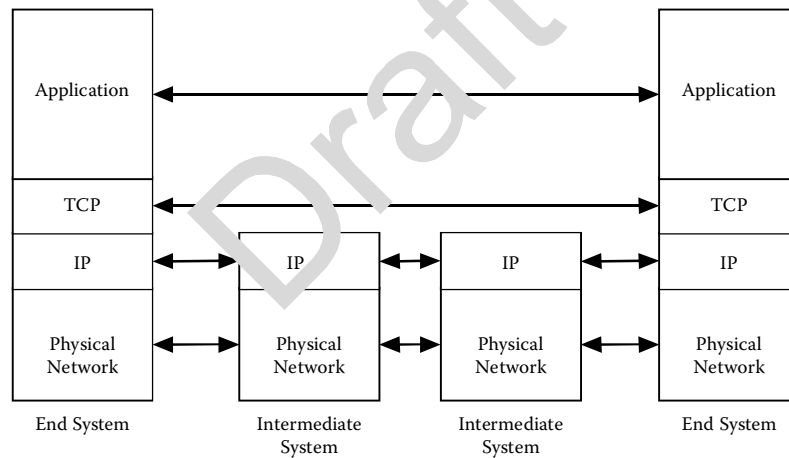 Draft
Application
Application
TCP
TCP
IP
IP
IP
IP
Physical
Network
Physical
Network
Physical
Network
Physical
Network
End System
Intermediate
System
Intermediate
System
End System